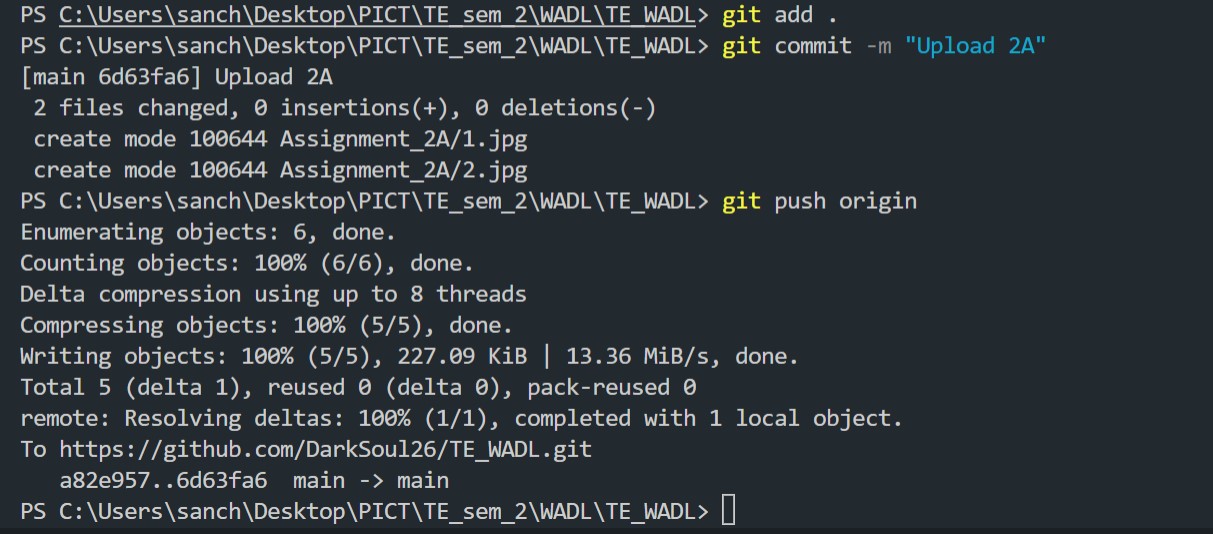 PS C:\Users\sanch\Desktop\PICT\TE_sem_2\WADL\TE_WADL> git add .
PS C:\Users\sanch\Desktop\PICT\TE_sem_2\WADL\TE_WADL> git commit -m "Upload 2A"
[main 6d63fa6] Upload 2A
 2 files changed, 0 insertions(+), 0 deletions(-)
 create mode 100644 Assignment_2A/1.jpg
 create mode 100644 Assignment_2A/2.jpg
PS C:\Users\sanch\Desktop\PICT\TE_sem_2\WADL\TE_WADL> git push origin
Enumerating objects: 6, done.
Counting objects: 100% (6/6), done.
Delta compression using up to 8 threads
Compressing objects: 100% (5/5), done.
Writing objects: 100% (5/5), 227.09 KiB | 13.36 MiB/s, done.
Total 5 (delta 1), reused 0 (delta 0), pack-reused 0
remote: Resolving deltas: 100% (1/1), completed with 1 local object.
To https://github.com/DarkSoul26/TE_WADL.git
   a82e957..6d63fa6  main -> main
PS C:\Users\sanch\Desktop\PICT\TE_sem_2\WADL\TE_WADL>